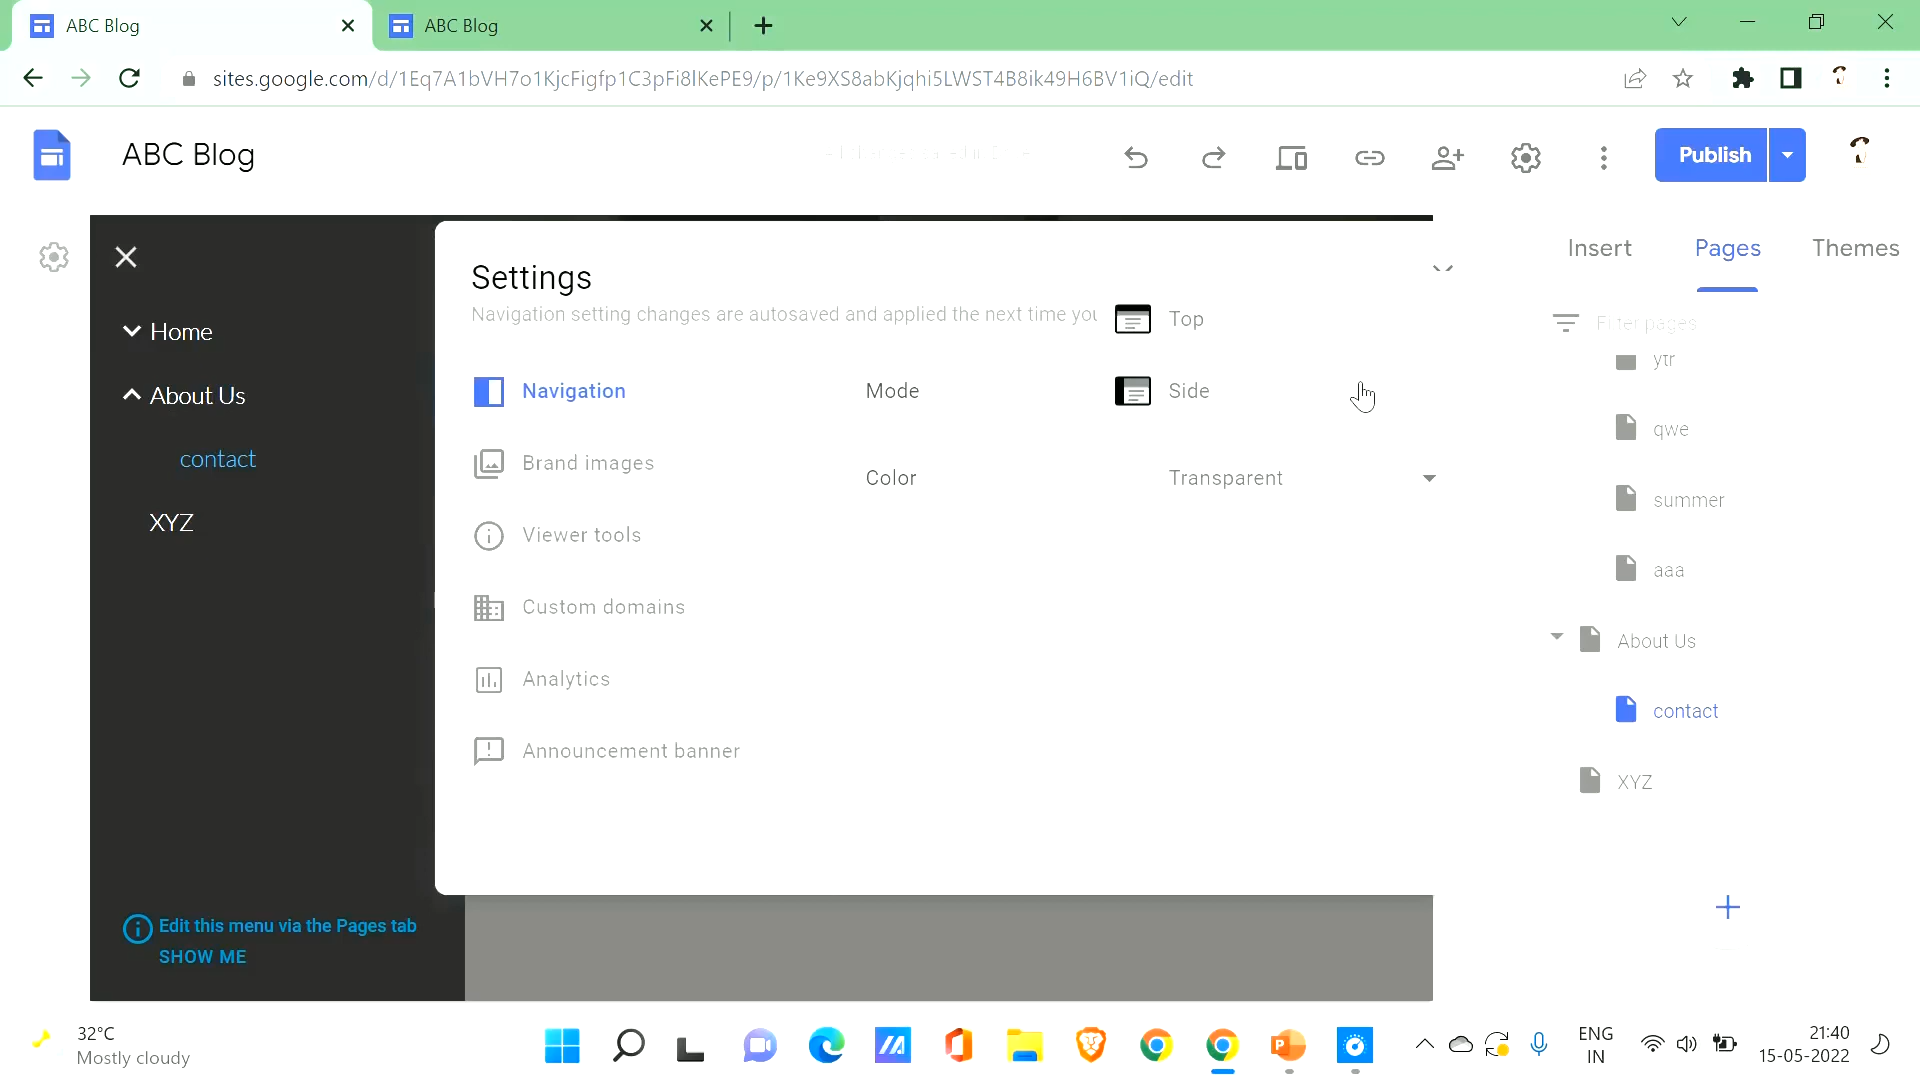 ABC Blog
ABC Blog
sites.google.com/d/1Eq7A1bVH7o1KjcFigfp1C3pFi8lKePE9/p/1Ke9XS8abKjqhi5LWST4B8ik49H6BV1iQ/edit
ABC Blog
Publish
Insert
Pages
Themes
Settings
Navigation setting changes are autosaved and applied the next time you
Home
About Us
contact
XYZ
Navigation
Brand images
Viewer tools
Custom domains
Analytics
Announcement banner
Mode
Top
Side
Color
Transparent
Filter pages
ytr
qwe
summer
aaa
About Us
contact
XYZ
Edit this menu via the Pages tab
SHOW ME
32°C
Mostly cloudy
ENG
IN
21:40
15-05-2022